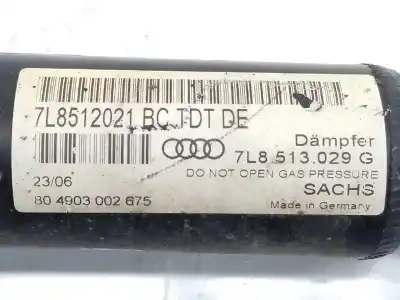 7L8512021 BC TDT DE
Dämpfer
7L8.513.029 G
DO NOT OPEN GAS PRESSURE
23/06
SACHS
80 4903 002 675
Made in Germany